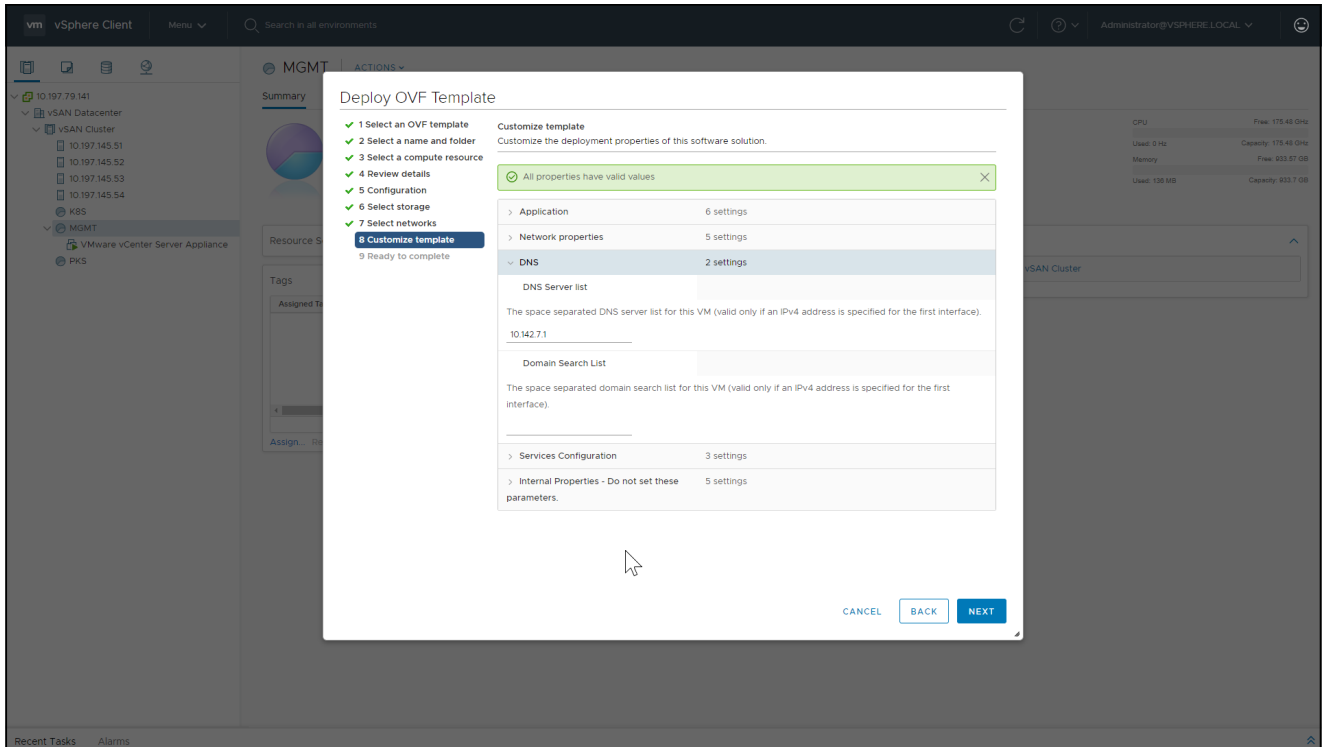 vm vSphere Client Menu Search in all environments Administrator@VSPHERE.LOCAL
10.197.79.141
vSAN Datacenter
vSAN Cluster
10.197.145.51
10.197.145.52
10.197.145.53
10.197.145.54
K8S
MGMT
VMware vCenter Server Appliance
PKS
MGMT ACTIONS
Summary
CPU Free: 175.48 GHz
Used: 0 Hz Capacity: 175.48 GHz
Memory Free: 933.57 GB
Used: 136 MB Capacity: 933.7 GB
Resource S
vSAN Cluster
Tags
Assigned Ta
Assign... Re
Deploy OVF Template
1 Select an OVF template
2 Select a name and folder
3 Select a compute resource
4 Review details
5 Configuration
6 Select storage
7 Select networks
8 Customize template
9 Ready to complete
Customize template
Customize the deployment properties of this software solution.
All properties have valid values
Application 6 settings
Network properties 5 settings
DNS 2 settings
DNS Server list
The space separated DNS server list for this VM (valid only if an IPv4 address is specified for the first interface).
10.142.7.1
Domain Search List
The space separated domain search list for this VM (valid only if an IPv4 address is specified for the first
interface).
Services Configuration 3 settings
Internal Properties - Do not set these 5 settings
parameters.
CANCEL BACK NEXT
Recent Tasks Alarms